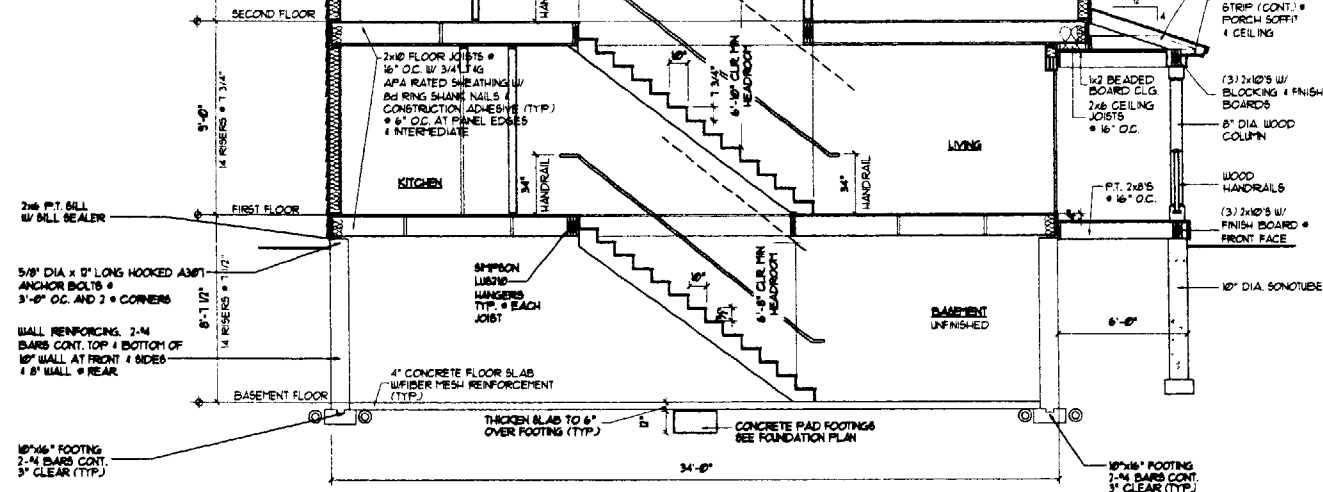 SECOND FLOOR
HANDRAIL
12
4
STRIP (CONT.) @
PORCH SOFFIT
& CEILING
9'-0"
14 RISERS @ 7 3/4"
2x10 FLOOR JOISTS @
16" O.C. W/ 3/4" T&G
APA RATED SHEATHING W/
8d RING SHANK NAILS &
CONSTRUCTION ADHESIVE (TYP.)
@ 6" O.C. AT PANEL EDGES
& INTERMEDIATE
10"
7 3/4"
6'-10" CLR. MIN
HEADROOM
1x2 BEADED
BOARD CLG.
2x6 CEILING
JOISTS
@ 16" O.C.
(3) 2x10'S W/
BLOCKING & FINISH
BOARDS
8" DIA. WOOD
COLUMN
LIVING
KITCHEN
34"
HANDRAIL
34"
HANDRAIL
P.T. 2x8'S
@ 16" O.C.
WOOD
HANDRAILS
2x6 P.T. SILL
W/ SILL SEALER
FIRST FLOOR
(3) 2x10'S W/
FINISH BOARD @
FRONT FACE
5/8" DIA x 12" LONG HOOKED A307
ANCHOR BOLTS @
3'-0" O.C. AND 2 @ CORNERS
8'-7 1/2"
14 RISERS @ 7 1/2"
SIMPSON
LUS210
HANGERS
TYP. @ EACH
JOIST
10"
6'-8" CLR. MIN
HEADROOM
BASEMENT
UNFINISHED
10" DIA. SONOTUBE
6'-0"
WALL REINFORCING. 2-#4
BARS CONT. TOP & BOTTOM OF
10" WALL AT FRONT & SIDES
& 8" WALL @ REAR
4" CONCRETE FLOOR SLAB
W/FIBER MESH REINFORCEMENT
(TYP.)
BASEMENT FLOOR
THICKEN SLAB TO 6"
OVER FOOTING (TYP.)
12"
CONCRETE PAD FOOTINGS
SEE FOUNDATION PLAN
10"x16" FOOTING
2-#4 BARS CONT.
3" CLEAR (TYP.)
34'-0"
10"x16" FOOTING
2-#4 BARS CONT.
3" CLEAR (TYP.)